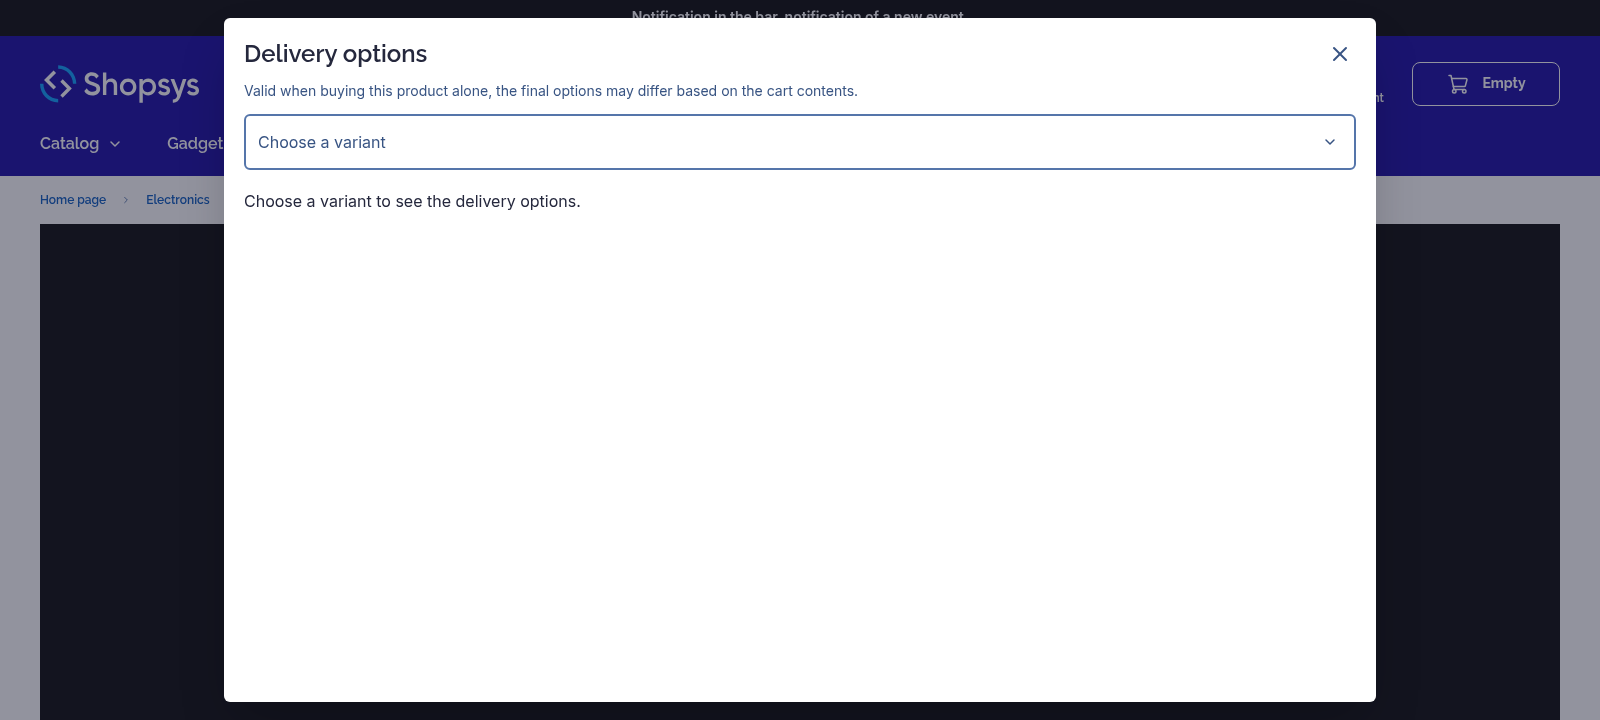 Notification in the bar, notification of a new event
Delivery options
Valid when buying this product alone, the final options may differ based on the cart contents.
Choose a variant
Choose a variant to see the delivery options.
Shopsys
Empty
Catalog
Home page
Electronics